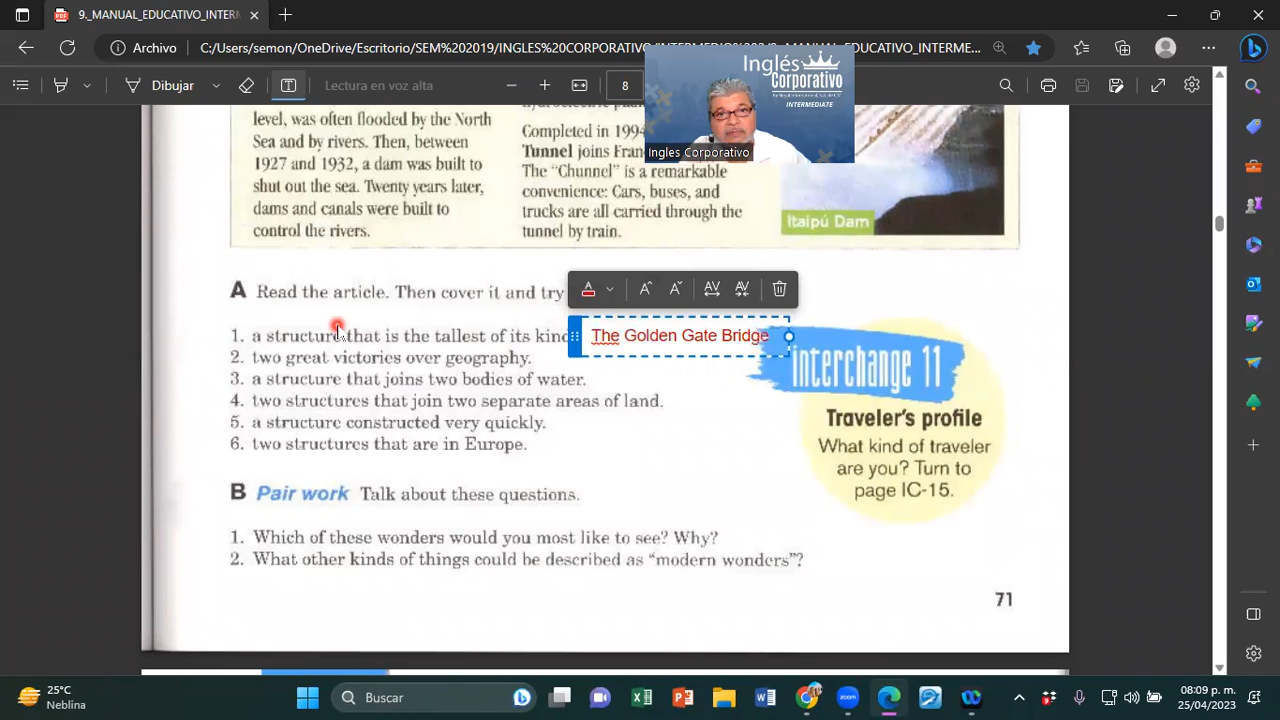 9_MANUAL_EDUCATIVO_INTERM
Archivo
C:/Users/semon/OneDrive/Escritorio/SEM%202019/INGLES%20CORPORATIVO
MANUAL_EDUCATIVO_INTERME...
Dibujar
Lectura en voz alta
8
Inglés
Corporativo
INTERMEDIATE
Ingles Corporativo
level, was often flooded by the North
Sea and by rivers. Then, between
1927 and 1932, a dam was built to
shut out the sea. Twenty years later,
dams and canals were built to
control the rivers.
Completed in 1994
Tunnel joins Fran
The "Chunnel" is a remarkable
convenience: Cars, buses, and
trucks are all carried through the
tunnel by train.
Itaipú Dam
A Read the article. Then cover it and try
1. a structure that is the tallest of its kind
The Golden Gate Bridge
2. two great victories over geography.
3. a structure that joins two bodies of water.
4. two structures that join two separate areas of land.
5. a structure constructed very quickly.
6. two structures that are in Europe.
interchange 11
Traveler's profile
What kind of traveler
are you? Turn to
page IC-15.
B Pair work Talk about these questions.
1. Which of these wonders would you most like to see? Why?
2. What other kinds of things could be described as "modern wonders"?
71
25°C
Neblina
Buscar
08:09 p. m.
25/04/2023